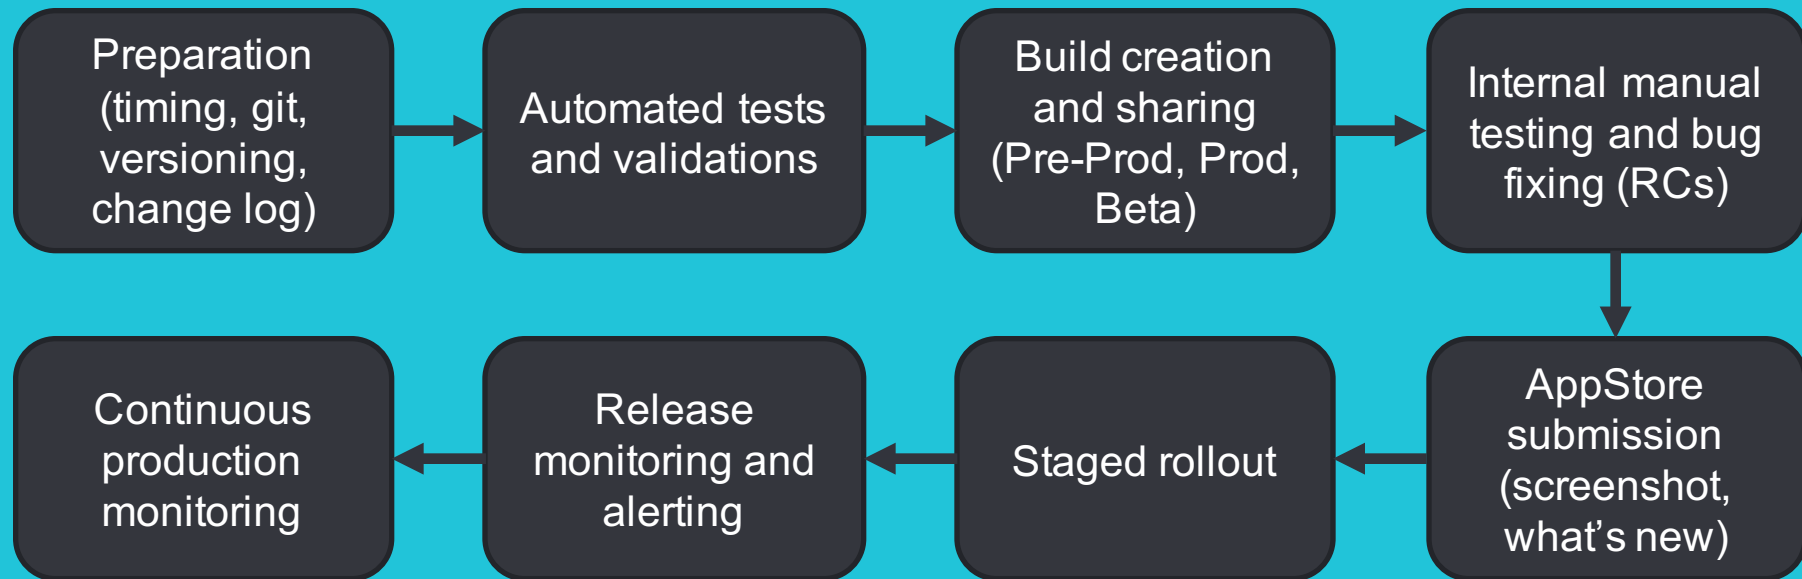 Preparation
(timing, git,
versioning,
change log)
Automated tests
and validations
Build creation
and sharing
(Pre-Prod, Prod,
Beta)
Internal manual
testing and bug
fixing (RCs)
AppStore
submission
(screenshot,
what’s new)
Staged rollout
Release
monitoring and
alerting
Continuous
production
monitoring